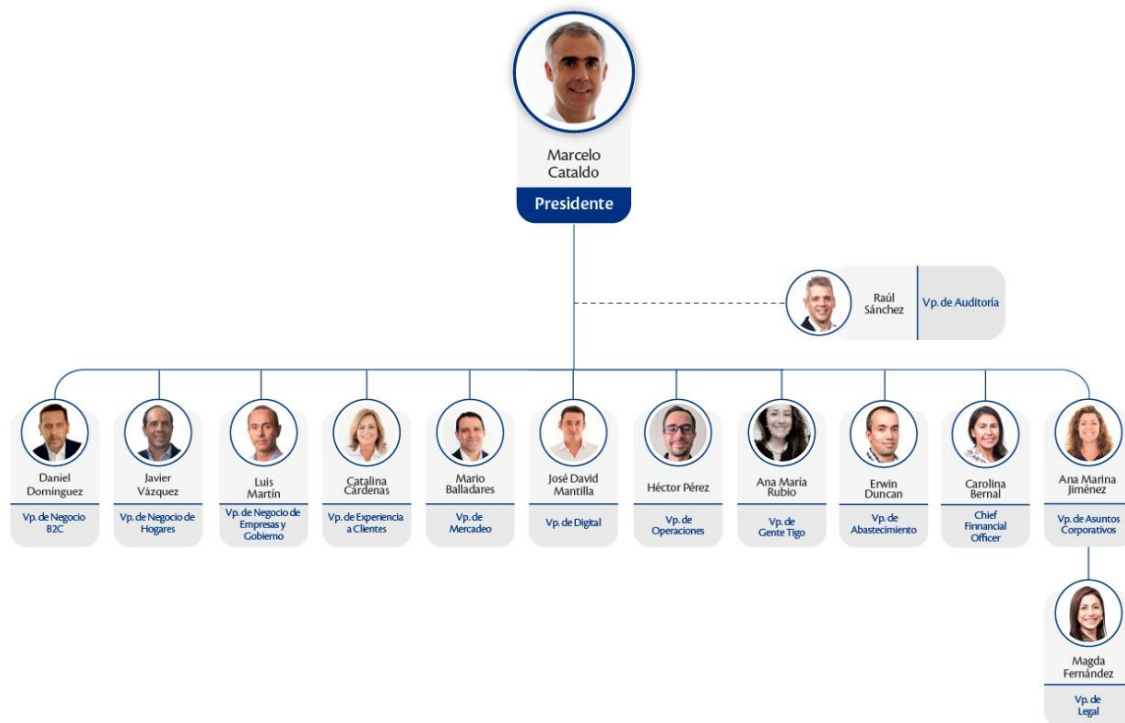 Marcelo
Cataldo
Presidente
Raúl
Sánchez
Vp. de Auditoría
Daniel
Domínguez
Vp. de Negocio
B2C
Javier
Vázquez
Vp. de Negocio de
Hogares
Luis
Martín
Vp. de Negocio de
Empresas y
Gobierno
Catalina
Cárdenas
Vp. de Experiencia
a Clientes
Mario
Balladares
Vp. de
Mercadeo
José David
Mantilla
Vp. de Digital
Héctor Pérez
Vp. de
Operaciones
Ana María
Rubio
Vp. de
Gente Tigo
Erwin
Duncan
Vp. de
Abastecimiento
Carolina
Bernal
Chief
Finnancial
Officer
Ana Marina
Jiménez
Vp. de Asuntos
Corporativos
Magda
Fernández
Vp. de
Legal